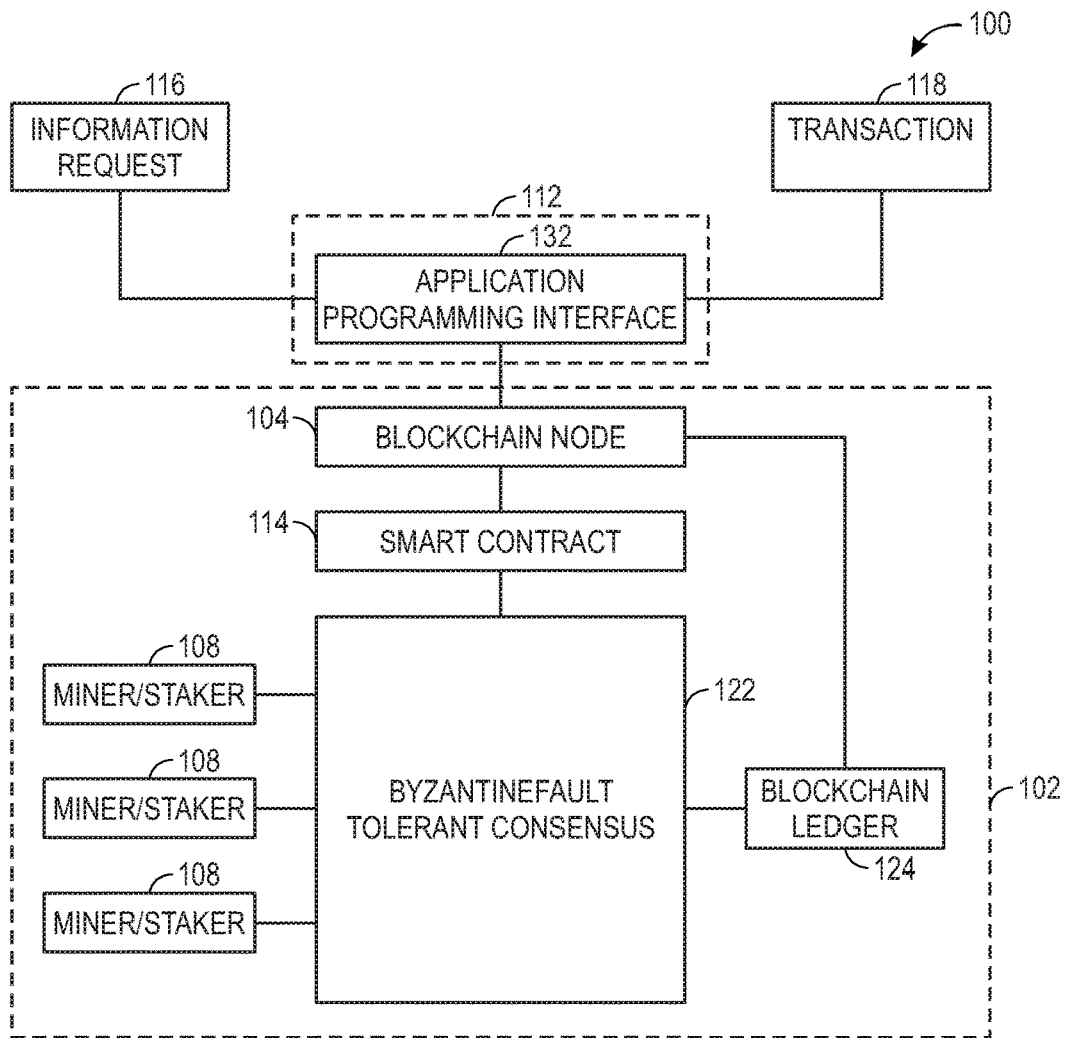 100
116
INFORMATION
REQUEST
118
TRANSACTION
112
132
APPLICATION
PROGRAMMING INTERFACE
104
BLOCKCHAIN NODE
114
SMART CONTRACT
108
MINER/STAKER
122
108
MINER/STAKER
BYZANTINEFAULT
TOLERANT CONSENSUS
BLOCKCHAIN
LEDGER
124
102
108
MINER/STAKER